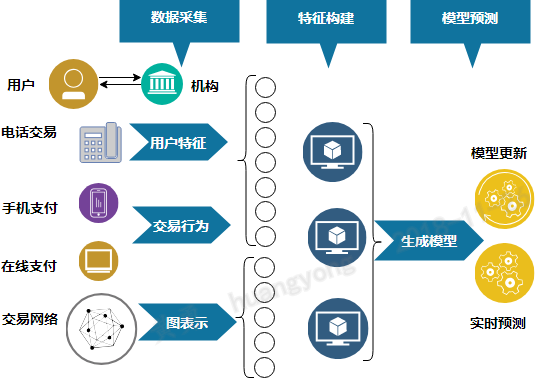 数据采集
特征构建
模型预测
用户
机构
电话交易
用户特征
手机支付
交易行为
在线支付
交易网络
图表示
生成模型
模型更新
实时预测
huangyong